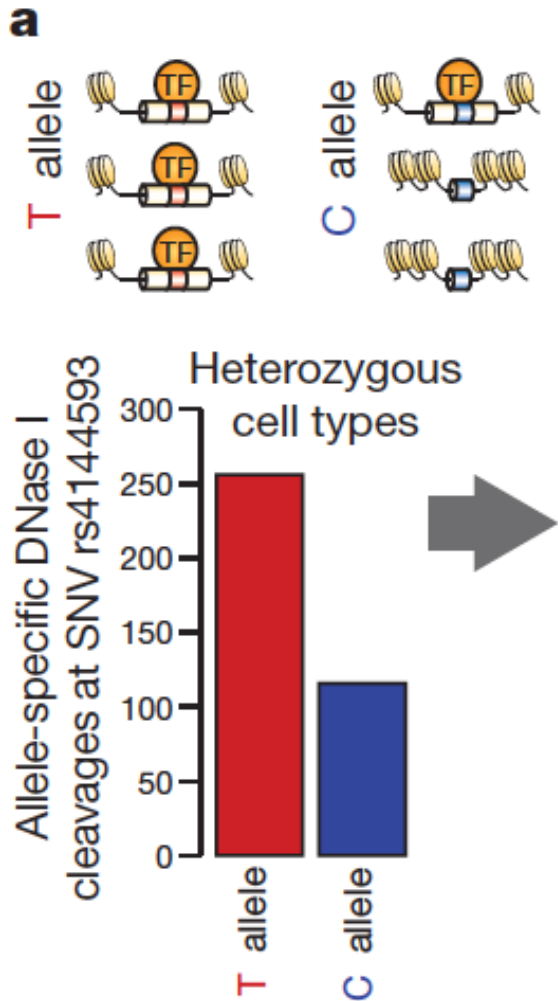 a
T allele
TF
TF
TF
C allele
TF
Heterozygous
cell types
Allele-specific DNase I
cleavages at SNV rs4144593
300
250
200
150
100
50
0
T allele
C allele